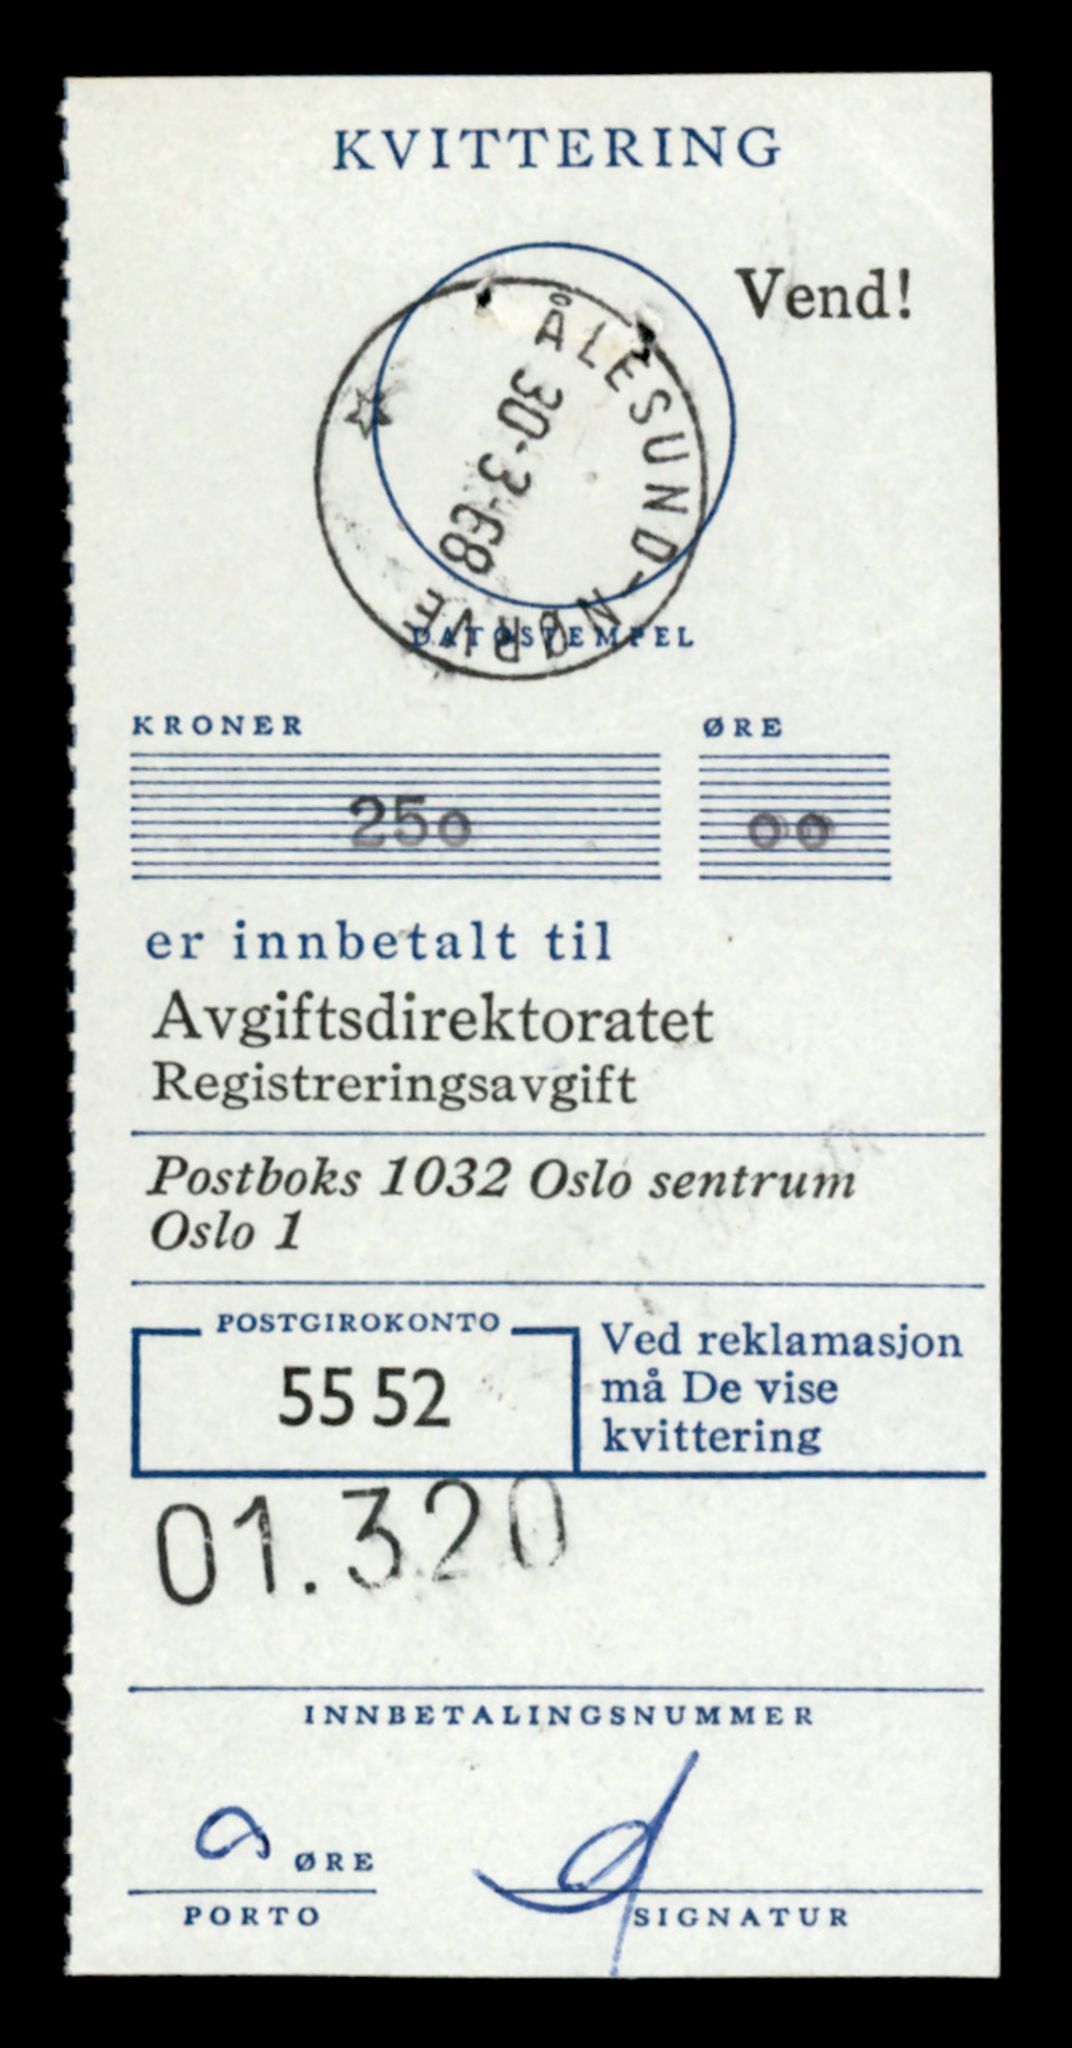 KVITTERING
Vend!
ÅLESUND-NØRVE
30-3-68
DATOSTEMPEL
KRONER ØRE
250 00
er innbetalt til
Avgiftsdirektoratet
Registreringsavgift
Postboks 1032 Oslo sentrum
Oslo 1
POSTGIROKONTO
55 52
Ved reklamasjon
må De vise
kvittering
01.320
INNBETALINGSNUMMER
ØRE
PORTO SIGNATUR